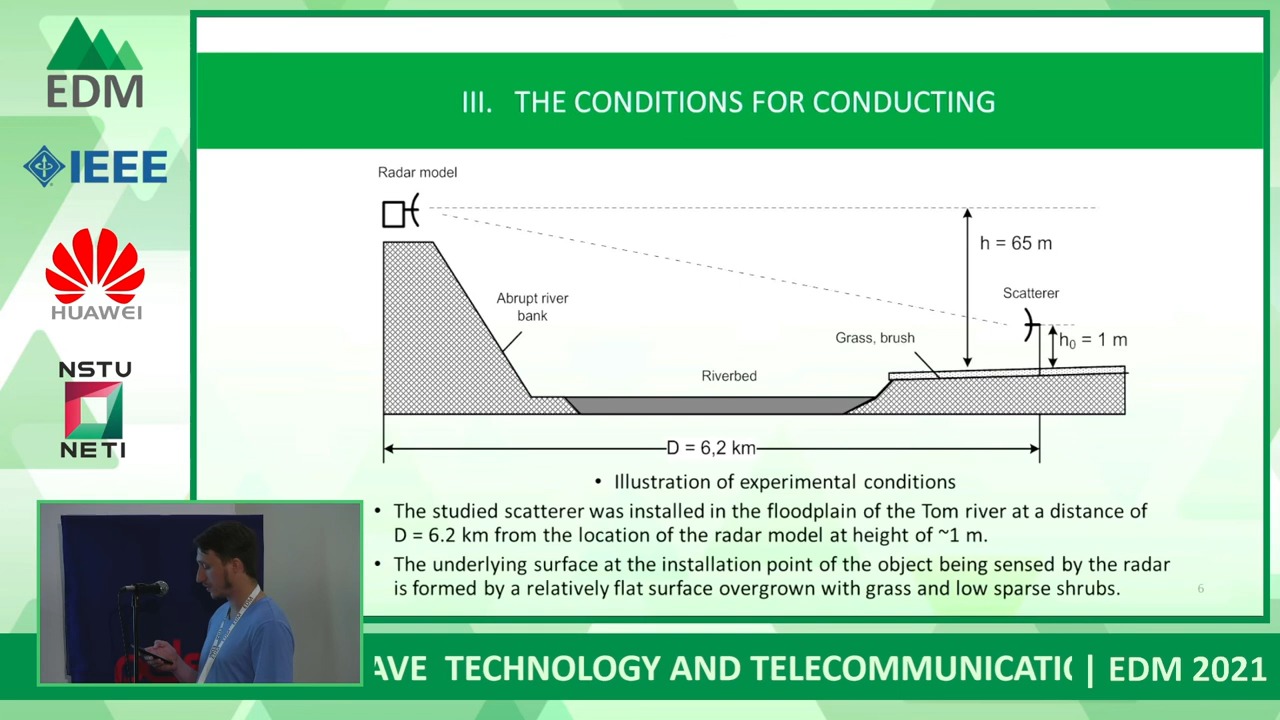 EDM
IEEE
HUAWEI
NSTU
NETI
III. THE CONDITIONS FOR CONDUCTING
Radar model
h = 65 m
Scatterer
Abrupt river
bank
Grass, brush
h₀ = 1 m
Riverbed
D = 6,2 km
• Illustration of experimental conditions
• The studied scatterer was installed in the floodplain of the Tom river at a distance of
D = 6.2 km from the location of the radar model at height of ~1 m.
• The underlying surface at the installation point of the object being sensed by the radar
is formed by a relatively flat surface overgrown with grass and low sparse shrubs.
6
AVE TECHNOLOGY AND TELECOMMUNICATI | EDM 2021